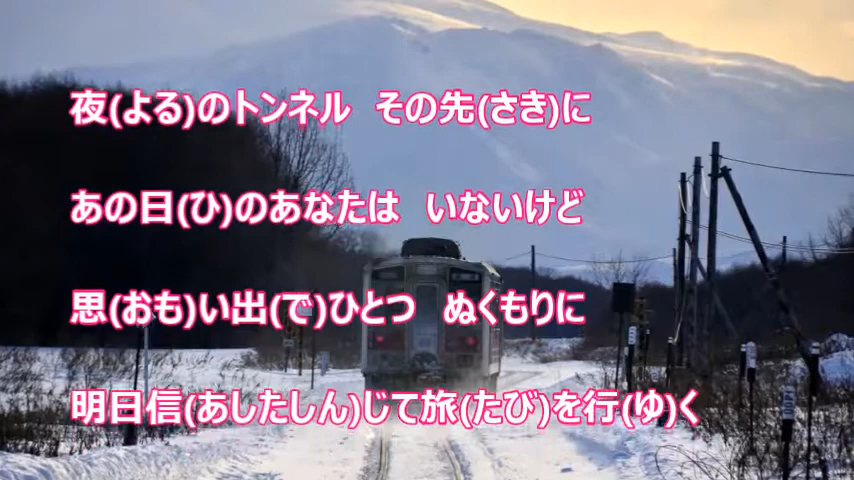 夜(よる)のトンネル　その先(さき)に
あの日(ひ)のあなたは　いないけど
思(おも)い出(で)ひとつ　ぬくもりに
明日信(あしたしん)じて旅(たび)を行(ゆ)く